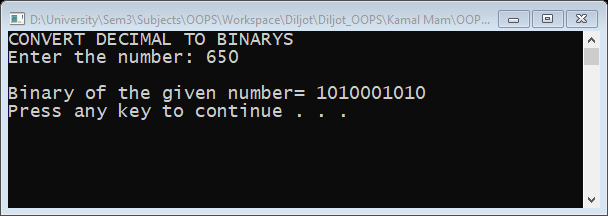 D:\University\Sem3\Subjects\OOPS\Workspace\Diljot\Diljot_OOPS\Kamal Mam\OOP...
CONVERT DECIMAL TO BINARYS
Enter the number: 650
Binary of the given number= 1010001010
Press any key to continue . . .